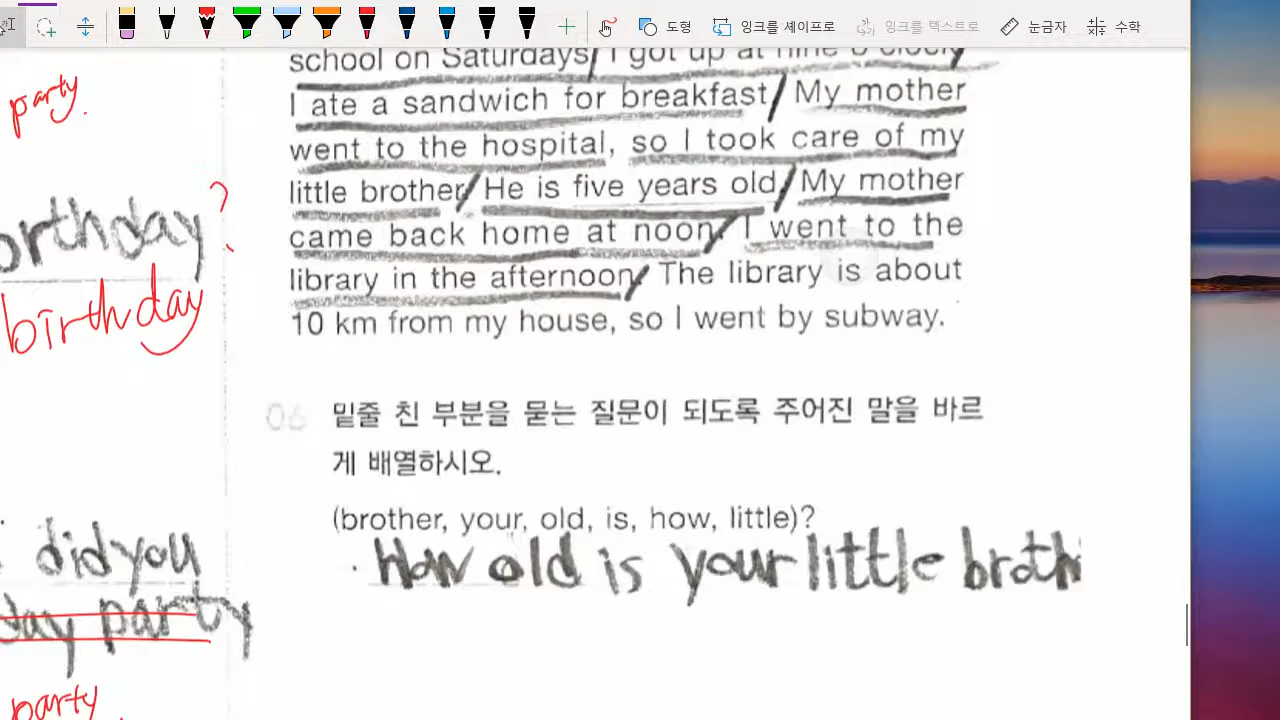 도형
잉크를 셰이프로
잉크를 텍스트로
눈금자
수학
party.
birthday?
birthday
did you
day party
party
school on Saturdays/ I got up at nine o'clock/
I ate a sandwich for breakfast/ My mother
went to the hospital, so I took care of my
little brother/ He is five years old/ My mother
came back home at noon/ I went to the
library in the afternoon/ The library is about
10 km from my house, so I went by subway.
06 밑줄 친 부분을 묻는 질문이 되도록 주어진 말을 바르
게 배열하시오.
(brother, your, old, is, how, little)?
How old is your little broth